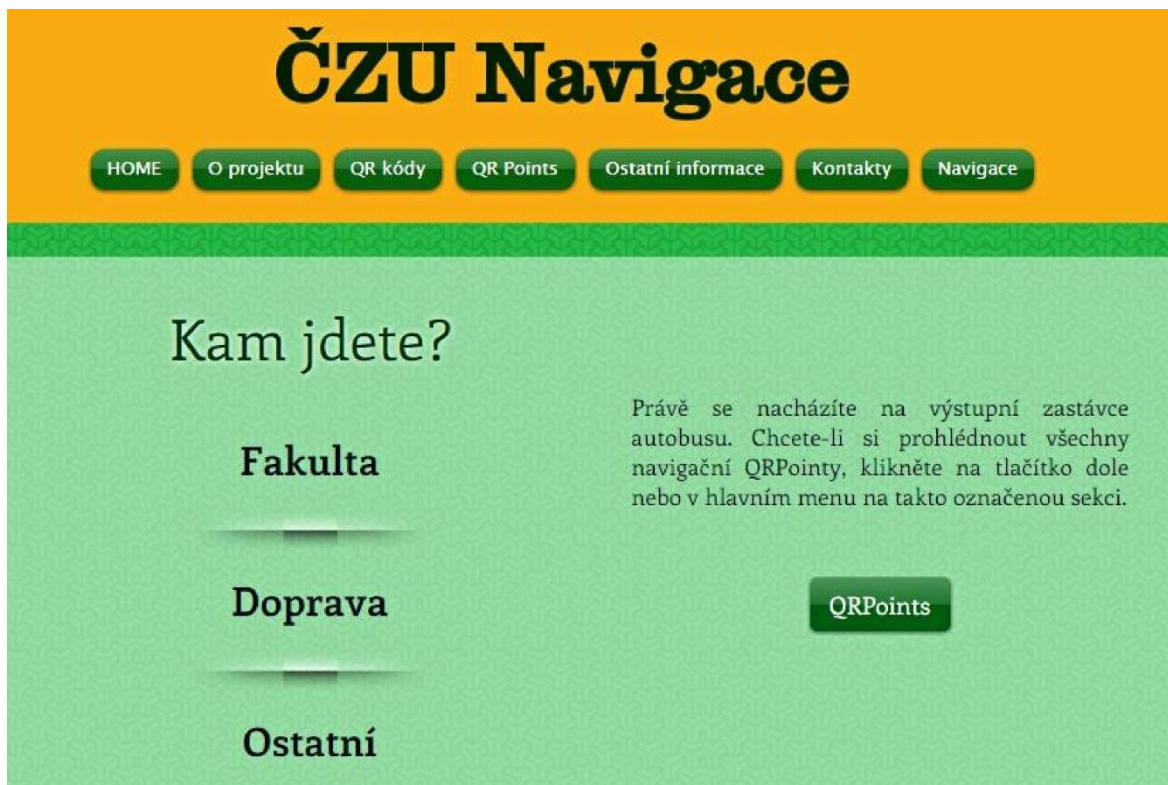 ČZU Navigace
HOME O projektu QR kódy QR Points Ostatní informace Kontakty Navigace
Kam jdete?
Fakulta
Doprava
Ostatní
Právě se nacházíte na výstupní zastávce
autobusu. Chcete-li si prohlédnout všechny
navigační QRPointy, klikněte na tlačítko dole
nebo v hlavním menu na takto označenou sekci.
QRPoints